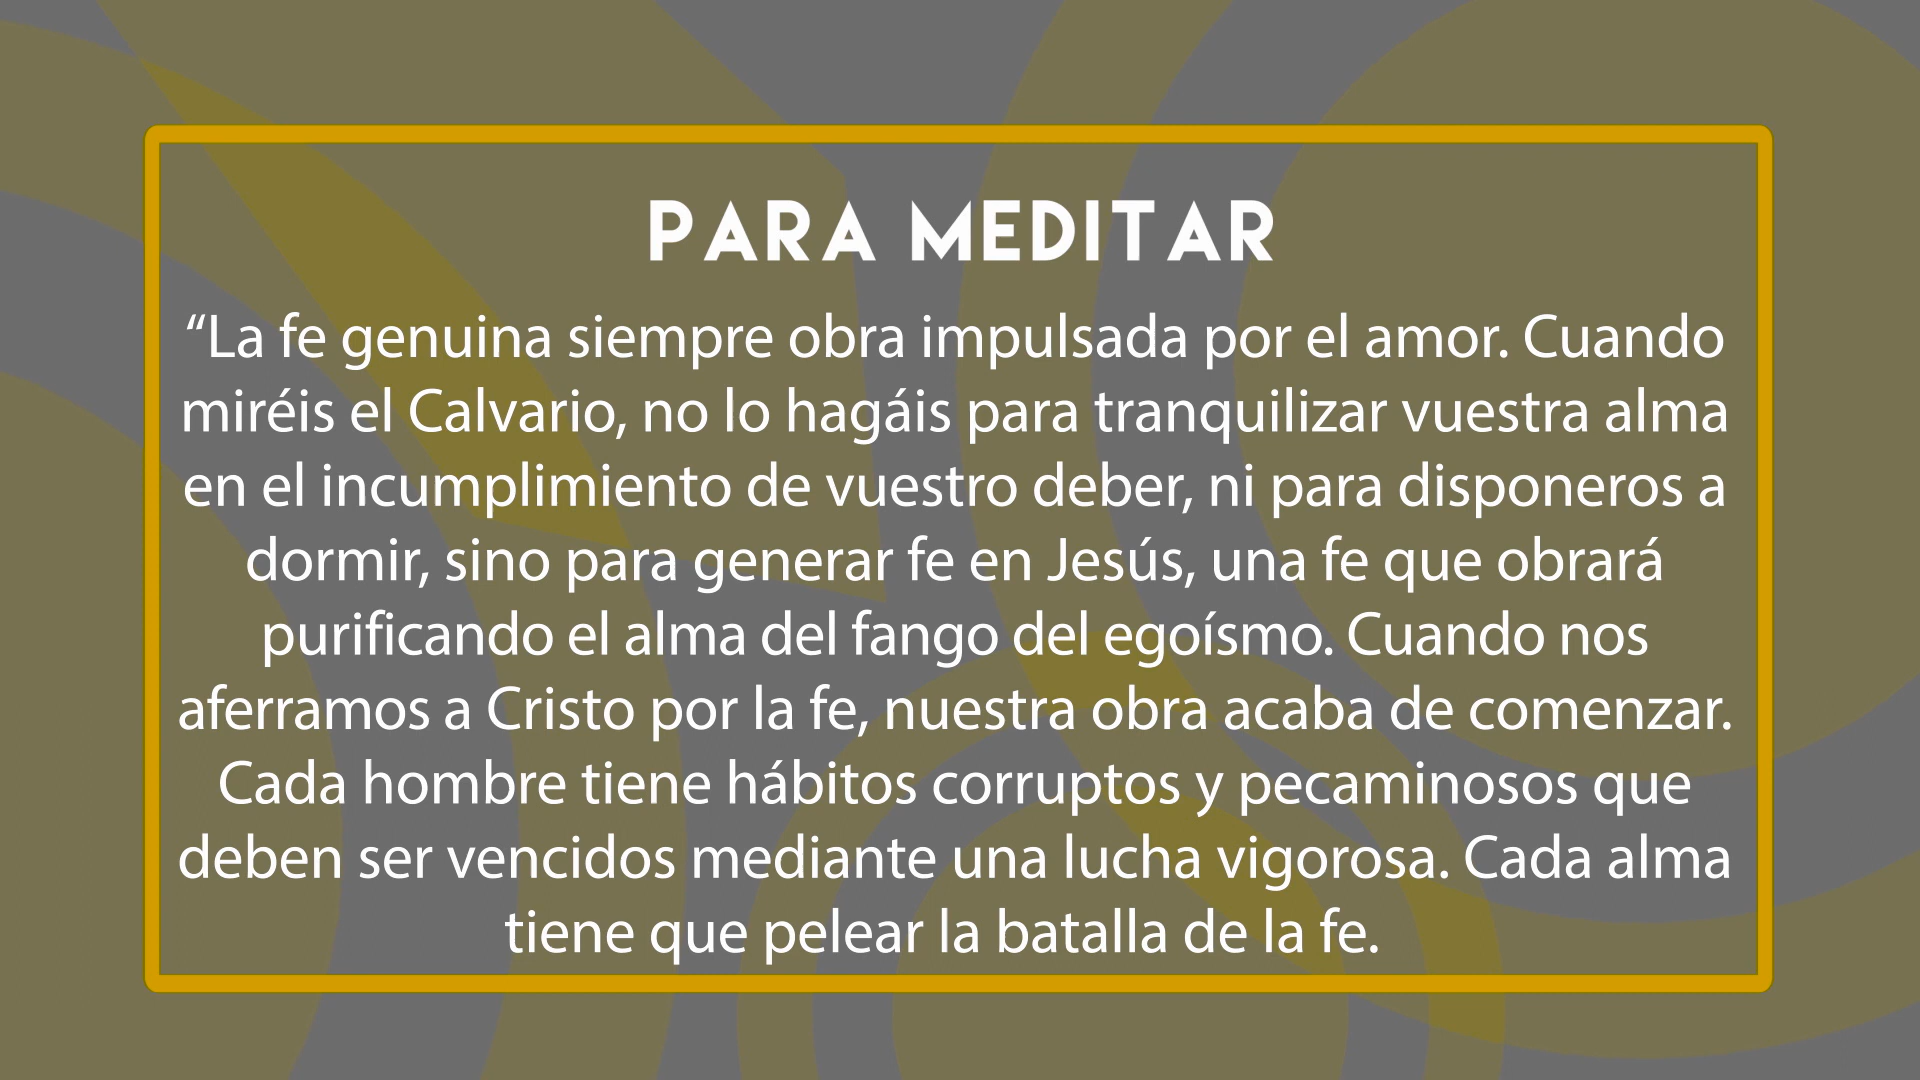 PARA MEDITAR
“La fe genuina siempre obra impulsada por el amor. Cuando
miréis el Calvario, no lo hagáis para tranquilizar vuestra alma
en el incumplimiento de vuestro deber, ni para disponeros a
dormir, sino para generar fe en Jesús, una fe que obrará
purificando el alma del fango del egoísmo. Cuando nos
aferramos a Cristo por la fe, nuestra obra acaba de comenzar.
Cada hombre tiene hábitos corruptos y pecaminosos que
deben ser vencidos mediante una lucha vigorosa. Cada alma
tiene que pelear la batalla de la fe.